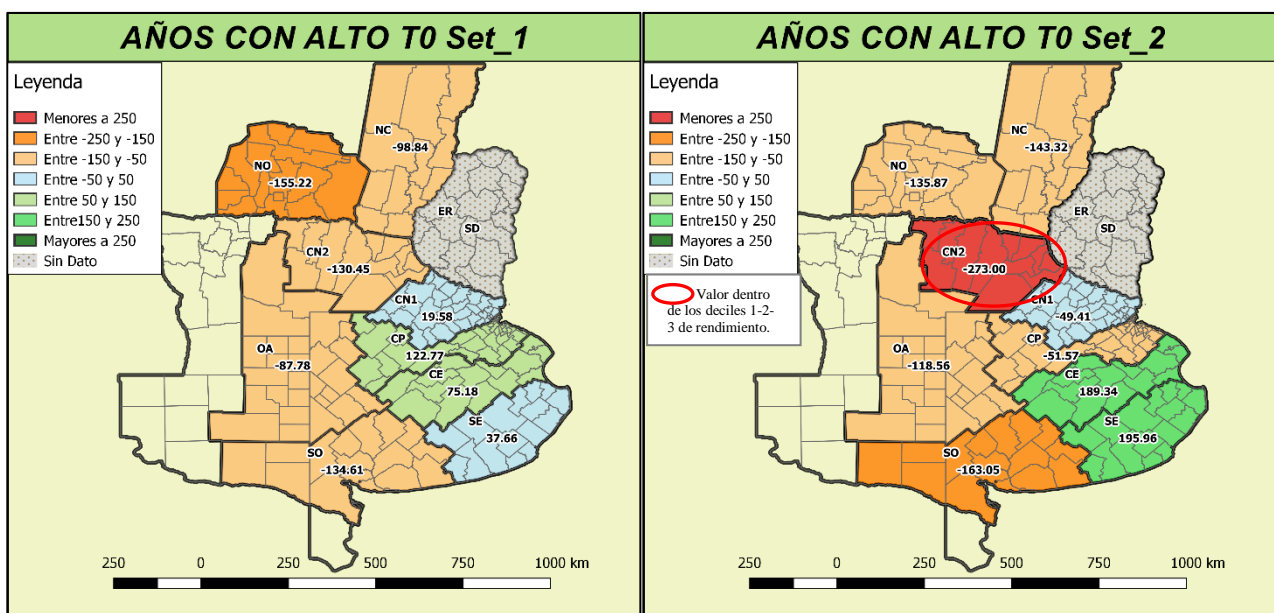 AÑOS CON ALTO T0 Set_1
Leyenda
Menores a 250
Entre -250 y -150
Entre -150 y -50
Entre -50 y 50
Entre 50 y 150
Entre150 y 250
Mayores a 250
Sin Dato
NC
-98.84
NO
-155.22
ER
SD
CN2
-130.45
CN1
19.58
CP
122.77
OA
-87.78
CE
75.18
SE
37.66
SO
-134.61
250 0 250 500 750 1000 km
AÑOS CON ALTO T0 Set_2
Leyenda
Menores a 250
Entre -250 y -150
Entre -150 y -50
Entre -50 y 50
Entre 50 y 150
Entre150 y 250
Mayores a 250
Sin Dato
Valor dentro
de los deciles 1-2-
3 de rendimiento.
NC
-143.32
NO
-135.87
ER
SD
CN2
-273.00
CN1
-49.41
CP
-51.57
OA
-118.56
CE
189.34
SE
195.96
SO
-163.05
250 0 250 500 750 1000 km